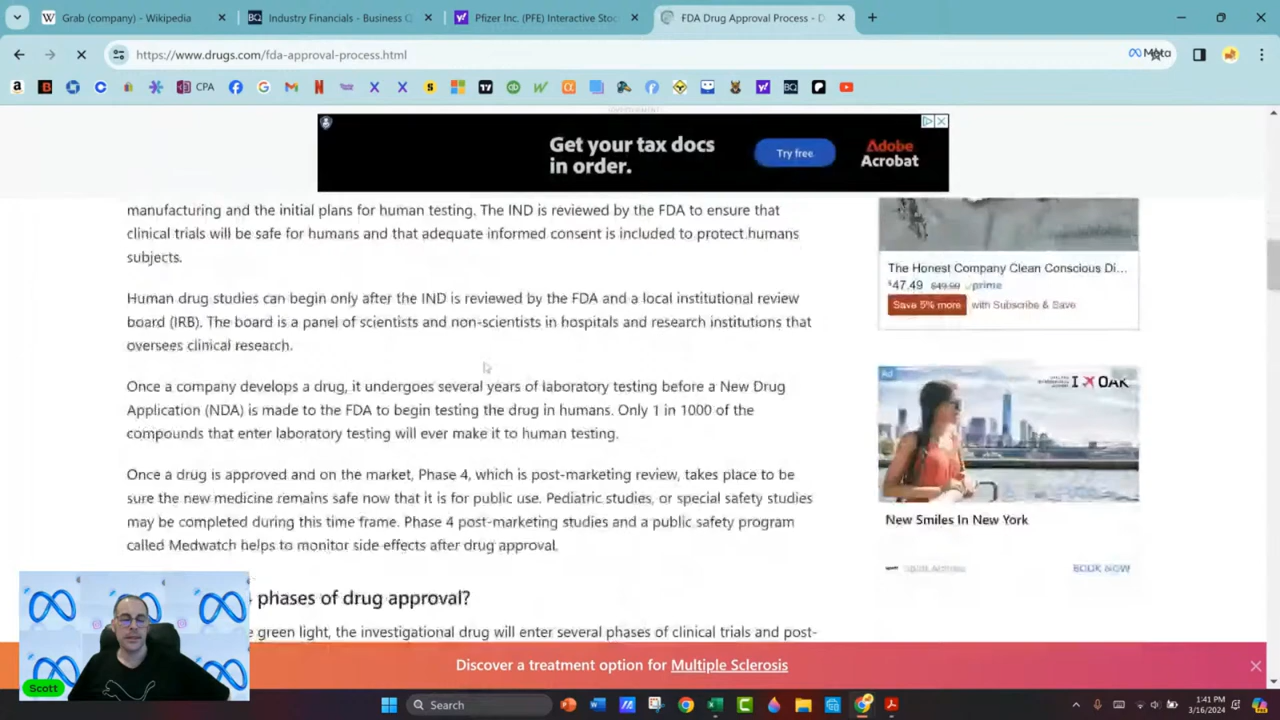 Grab (company) - Wikipedia
Industry Financials - Business Q
Pfizer Inc. (PFE) Interactive Stoc
FDA Drug Approval Process - D
https://www.drugs.com/fda-approval-process.html
Meta
CPA
Get your tax docs
in order.
Try free
Adobe
Acrobat
manufacturing and the initial plans for human testing. The IND is reviewed by the FDA to ensure that
clinical trials will be safe for humans and that adequate informed consent is included to protect humans
subjects.
Human drug studies can begin only after the IND is reviewed by the FDA and a local institutional review
board (IRB). The board is a panel of scientists and non-scientists in hospitals and research institutions that
oversees clinical research.
Once a company develops a drug, it undergoes several years of laboratory testing before a New Drug
Application (NDA) is made to the FDA to begin testing the drug in humans. Only 1 in 1000 of the
compounds that enter laboratory testing will ever make it to human testing.
Once a drug is approved and on the market, Phase 4, which is post-marketing review, takes place to be
sure the new medicine remains safe now that it is for public use. Pediatric studies, or special safety studies
may be completed during this time frame. Phase 4 post-marketing studies and a public safety program
called Medwatch helps to monitor side effects after drug approval.
phases of drug approval?
green light, the investigational drug will enter several phases of clinical trials and post-
The Honest Company Clean Conscious Di...
$47.49 $49.99 prime
Save 5% more with Subscribe & Save
Ad
I OAK
New Smiles In New York
BOOK NOW
Discover a treatment option for Multiple Sclerosis
Scott
Search
1:41 PM
3/16/2024